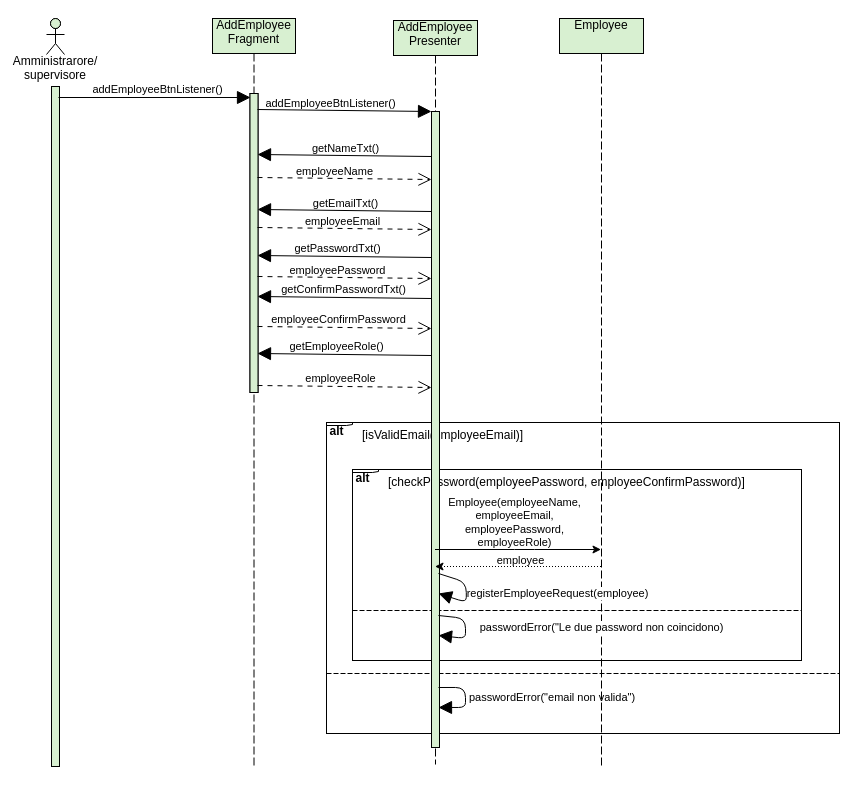 AddEmployee
Fragment
AddEmployee
Presenter
Employee
Amministrarore/
supervisore
addEmployeeBtnListener()
addEmployeeBtnListener()
getNameTxt()
employeeName
getEmailTxt()
employeeEmail
getPasswordTxt()
employeePassword
getConfirmPasswordTxt()
employeeConfirmPassword
getEmployeeRole()
employeeRole
alt
[isValidEmail(employeeEmail)]
alt
[checkPassword(employeePassword, employeeConfirmPassword)]
Employee(employeeName,
employeeEmail,
employeePassword,
employeeRole)
employee
registerEmployeeRequest(employee)
passwordError("Le due password non coincidono)
passwordError("email non valida")